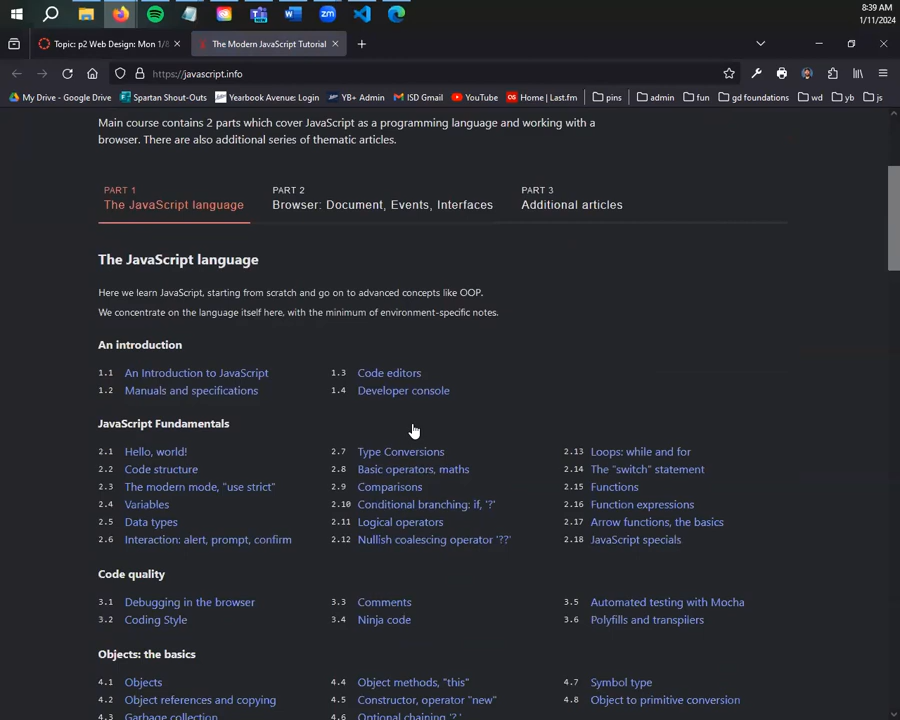 8:39 AM
1/11/2024
Topic: p2 Web Design: Mon 1/8
The Modern JavaScript Tutorial
https://javascript.info
My Drive - Google Drive
Spartan Shout-Outs
Yearbook Avenue: Login
YB+ Admin
ISD Gmail
YouTube
Home | Last.fm
pins
admin
fun
gd foundations
wd
yb
js
Main course contains 2 parts which cover JavaScript as a programming language and working with a
browser. There are also additional series of thematic articles.
PART 1
The JavaScript language
PART 2
Browser: Document, Events, Interfaces
PART 3
Additional articles
The JavaScript language
Here we learn JavaScript, starting from scratch and go on to advanced concepts like OOP.
We concentrate on the language itself here, with the minimum of environment-specific notes.
An introduction
1.1 An Introduction to JavaScript
1.2 Manuals and specifications
1.3 Code editors
1.4 Developer console
JavaScript Fundamentals
2.1 Hello, world!
2.2 Code structure
2.3 The modern mode, "use strict"
2.4 Variables
2.5 Data types
2.6 Interaction: alert, prompt, confirm
2.7 Type Conversions
2.8 Basic operators, maths
2.9 Comparisons
2.10 Conditional branching: if, '?'
2.11 Logical operators
2.12 Nullish coalescing operator '??'
2.13 Loops: while and for
2.14 The "switch" statement
2.15 Functions
2.16 Function expressions
2.17 Arrow functions, the basics
2.18 JavaScript specials
Code quality
3.1 Debugging in the browser
3.2 Coding Style
3.3 Comments
3.4 Ninja code
3.5 Automated testing with Mocha
3.6 Polyfills and transpilers
Objects: the basics
4.1 Objects
4.2 Object references and copying
4.3 Garbage collection
4.4 Object methods, "this"
4.5 Constructor, operator "new"
4.6 Optional chaining '?.'
4.7 Symbol type
4.8 Object to primitive conversion